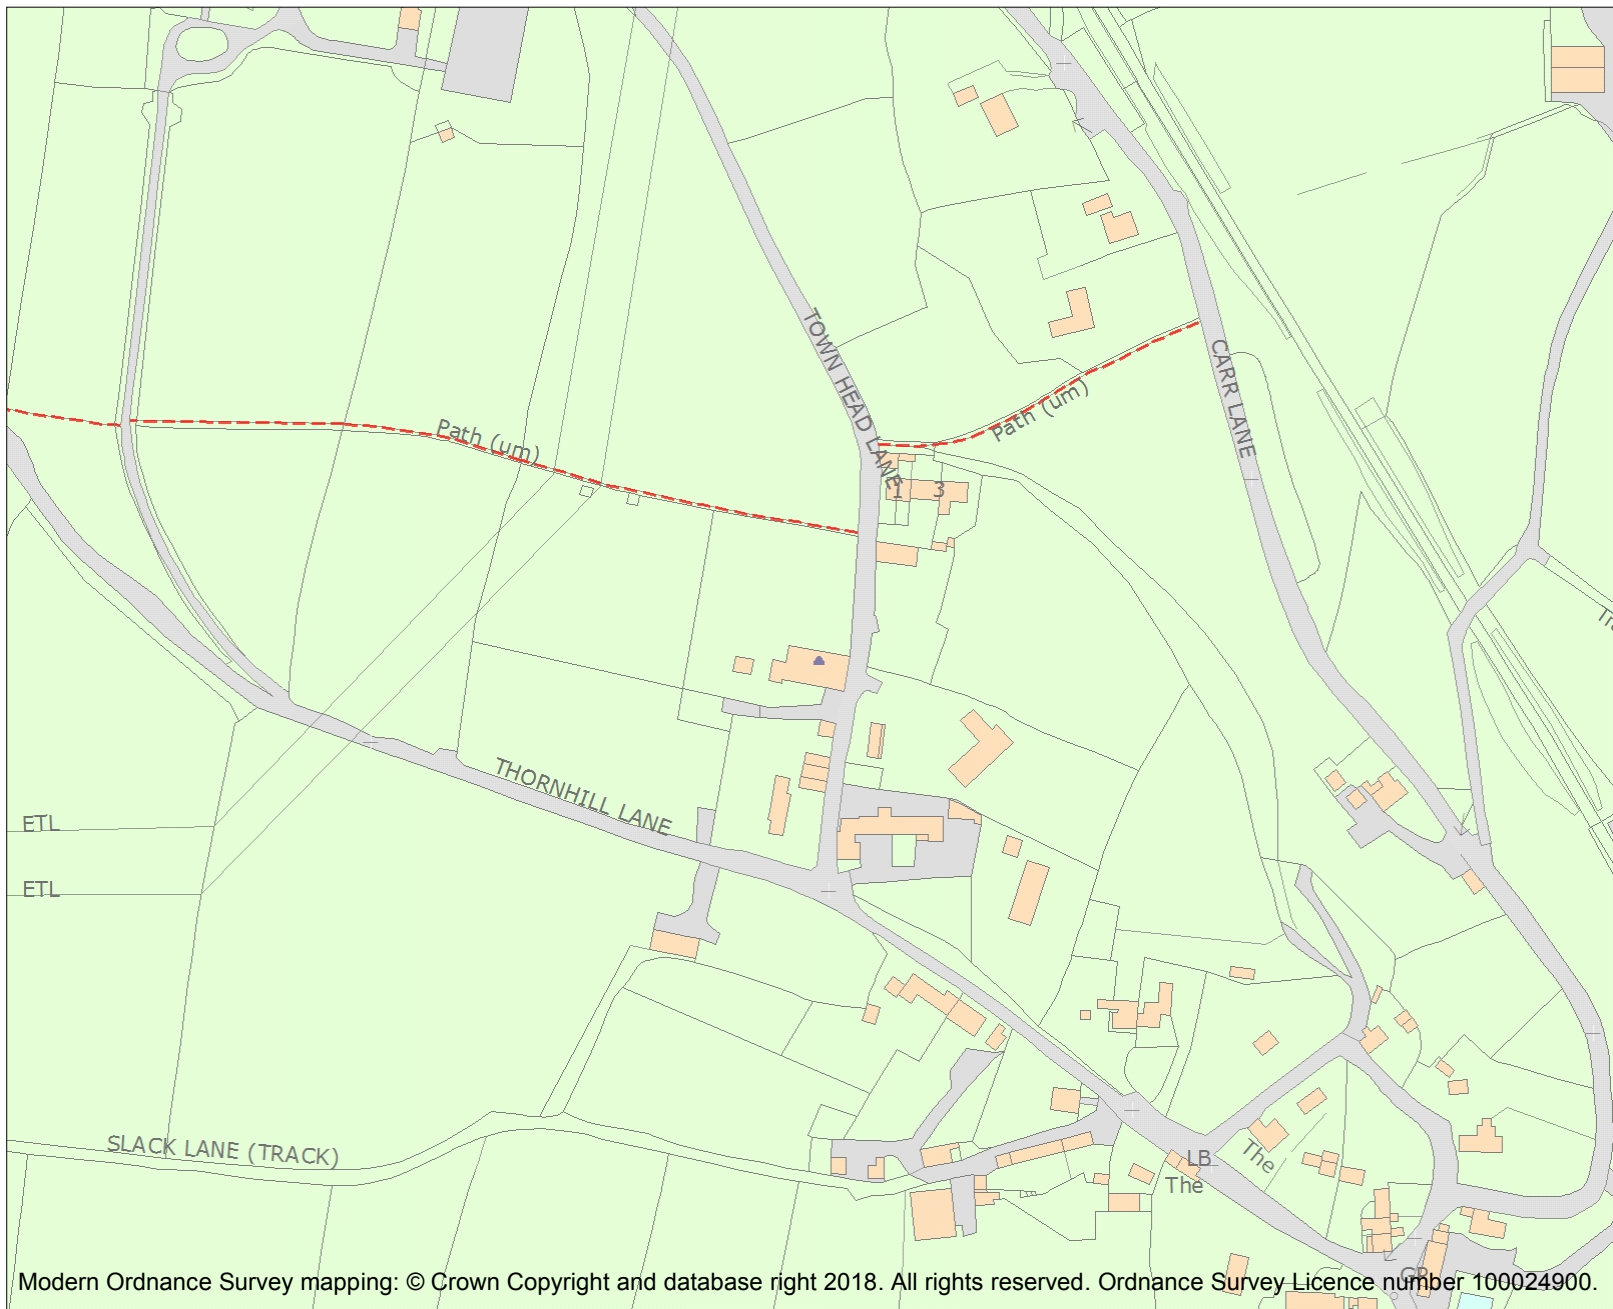 TOWN HEAD LANE
CARR LANE
Path (um)
Path (um)
1
3
THORNHILL LANE
ETL
ETL
SLACK LANE (TRACK)
The
LB
The
GP
Modern Ordnance Survey mapping: © Crown Copyright and database right 2018. All rights reserved. Ordnance Survey Licence number 100024900.